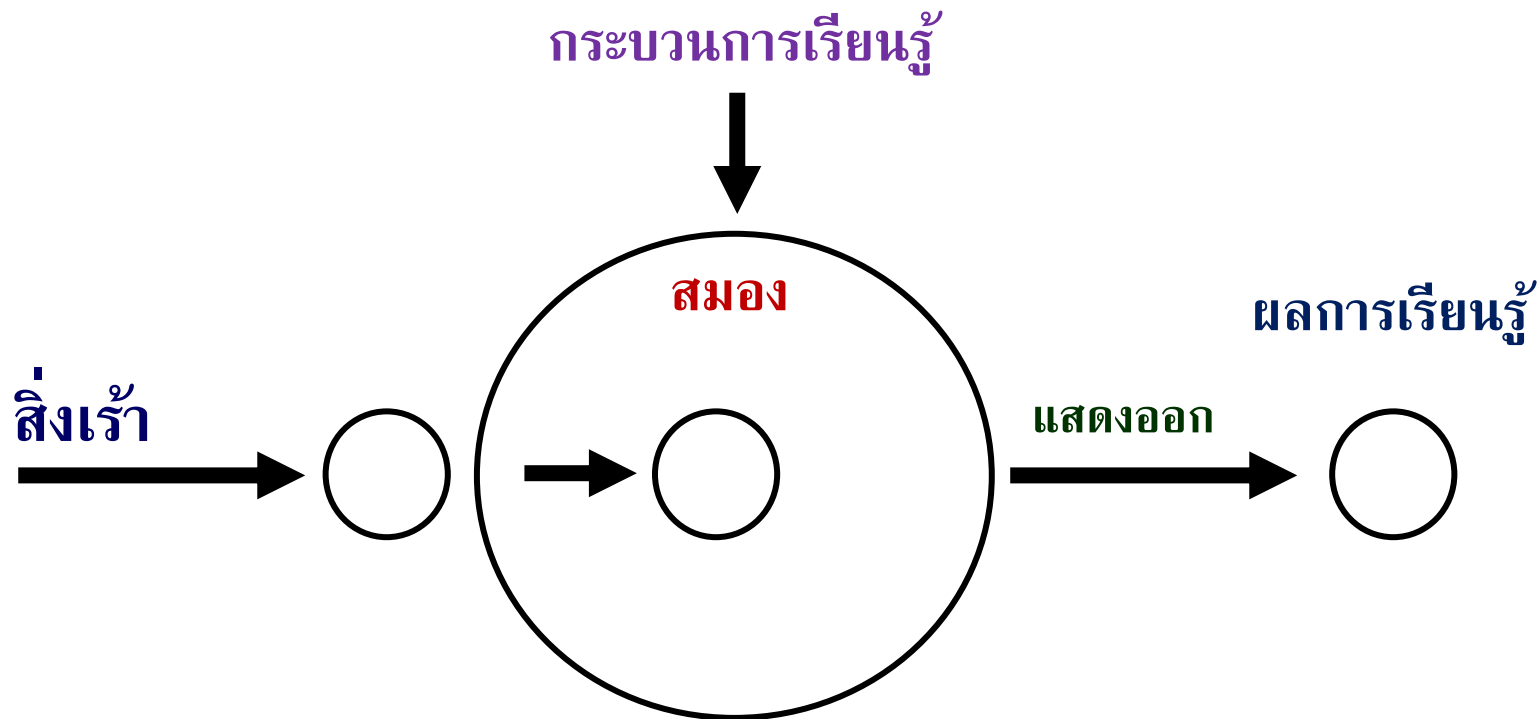 กระบวนการเรียนรู้
สมอง
ผลการเรียนรู้
สิ่งเร้า
แสดงออก